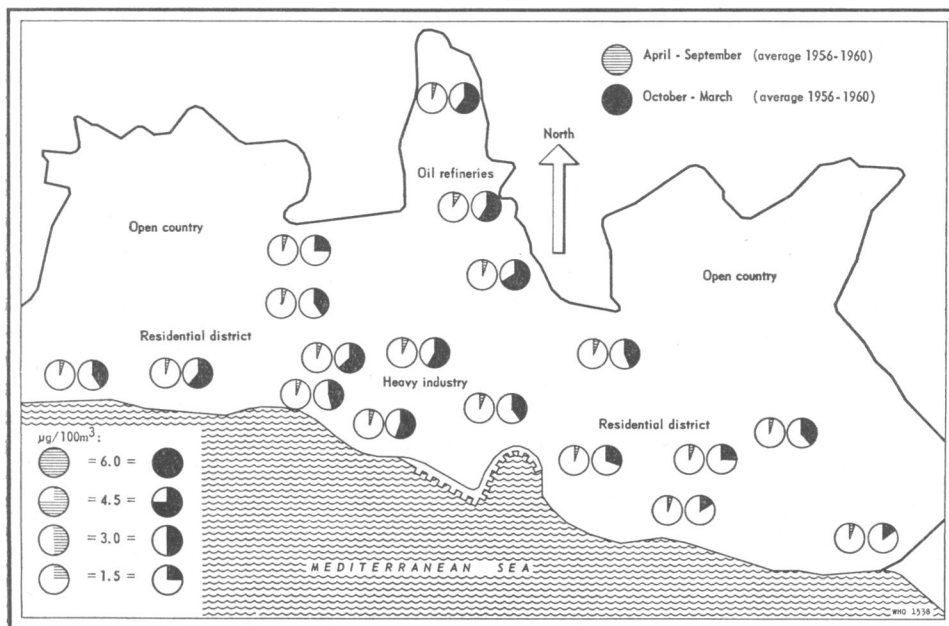 April - September (average 1956-1960)
October - March (average 1956-1960)
North
Oil refineries
Open country
Open country
Residential district
Heavy industry
Residential district
µg/100m³:
= 6.0 =
= 4.5 =
= 3.0 =
= 1.5 =
MEDITERRANEAN SEA
WHO 1538